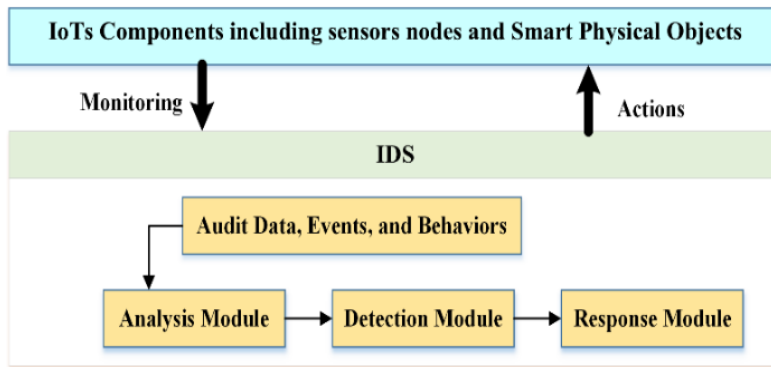 IoTs Components including sensors nodes and Smart Physical Objects
Monitoring
Actions
IDS
Audit Data, Events, and Behaviors
Analysis Module
Detection Module
Response Module